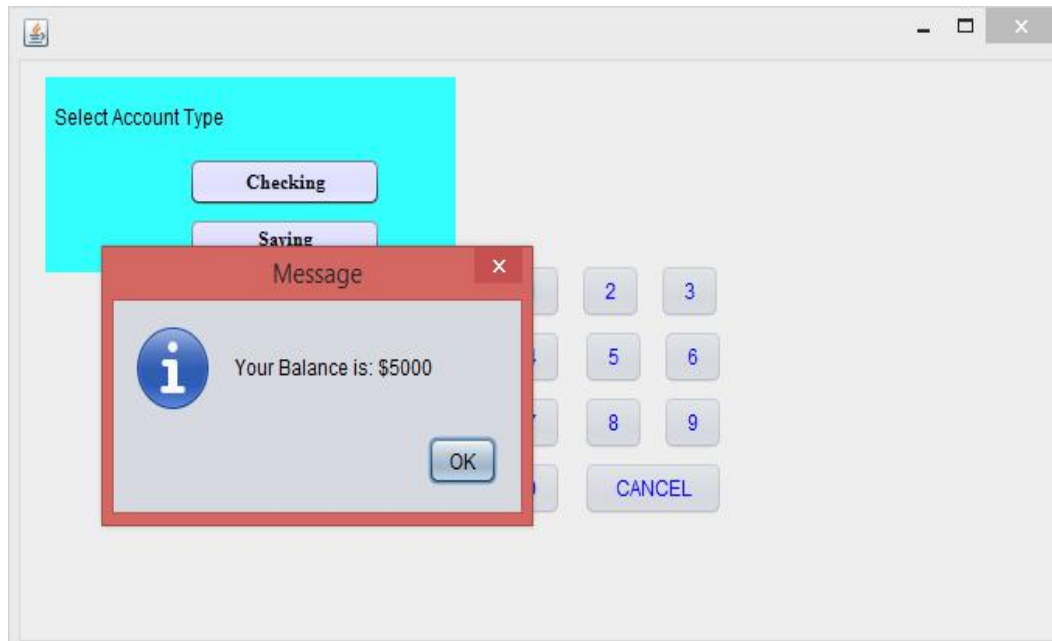 Select Account Type
Checking
Saving
Message
Your Balance is: $5000
OK
2 3
5 6
8 9
CANCEL